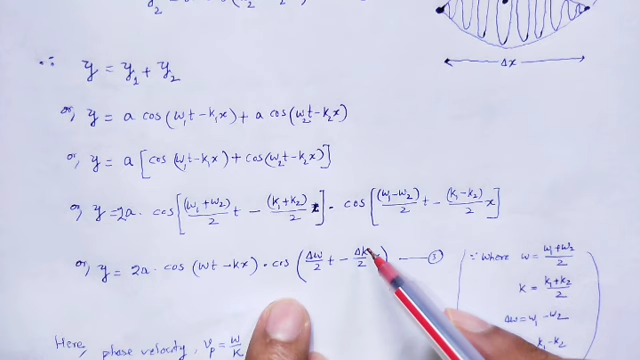 ∴ y = y₁ + y₂
Δx
or, y = a cos(ω₁t − k₁x) + a cos(ω₂t − k₂x)
or, y = a [cos(ω₁t − k₁x) + cos(ω₂t − k₂x)]
or, y = 2a · cos[(ω₁+ω₂)/2 t − (k₁+k₂)/2 x] · cos[(ω₁−ω₂)/2 t − (k₁−k₂)/2 x]
or, y = 2a · cos(ωt − kx) · cos(Δω/2 t − Δk/2 x) — ③
∵ where ω = (ω₁+ω₂)/2
k = (k₁+k₂)/2
Δω = ω₁ − ω₂
k₁ − k₂
Here, phase velocity, Vp = ω/k